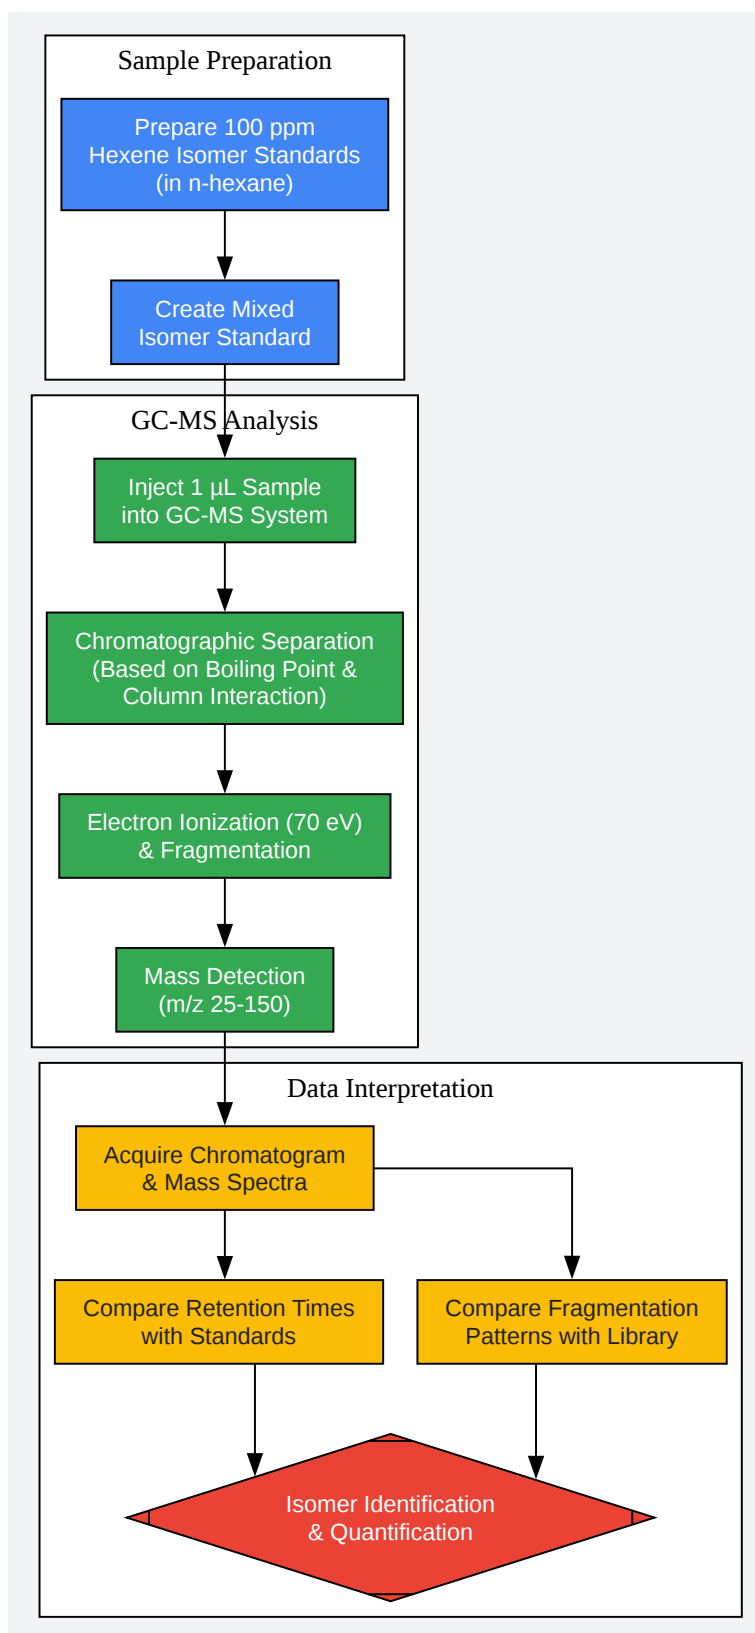 Sample Preparation
Prepare 100 ppm
Hexene Isomer Standards
(in n-hexane)
Create Mixed
Isomer Standard
GC-MS Analysis
Inject 1 µL Sample
into GC-MS System
Chromatographic Separation
(Based on Boiling Point &
Column Interaction)
Electron Ionization (70 eV)
& Fragmentation
Mass Detection
(m/z 25-150)
Data Interpretation
Acquire Chromatogram
& Mass Spectra
Compare Retention Times
with Standards
Compare Fragmentation
Patterns with Library
Isomer Identification
& Quantification